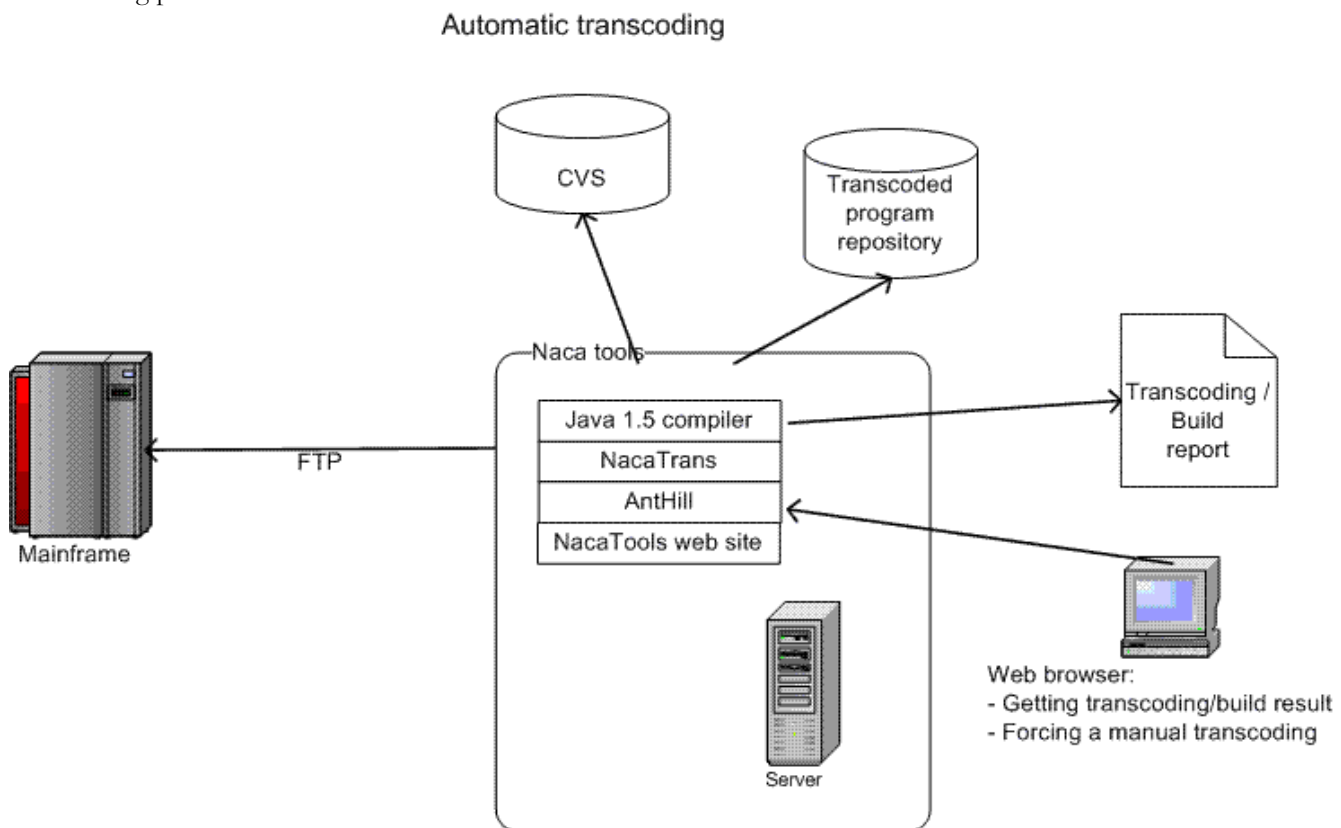 Automatic transcoding
CVS
Transcoded
program
repository
Naca tools
Java 1.5 compiler
NacaTrans
AntHill
NacaTools web site
Transcoding /
Build
report
FTP
Mainframe
Web browser:
- Getting transcoding/build result
- Forcing a manual transcoding
Server